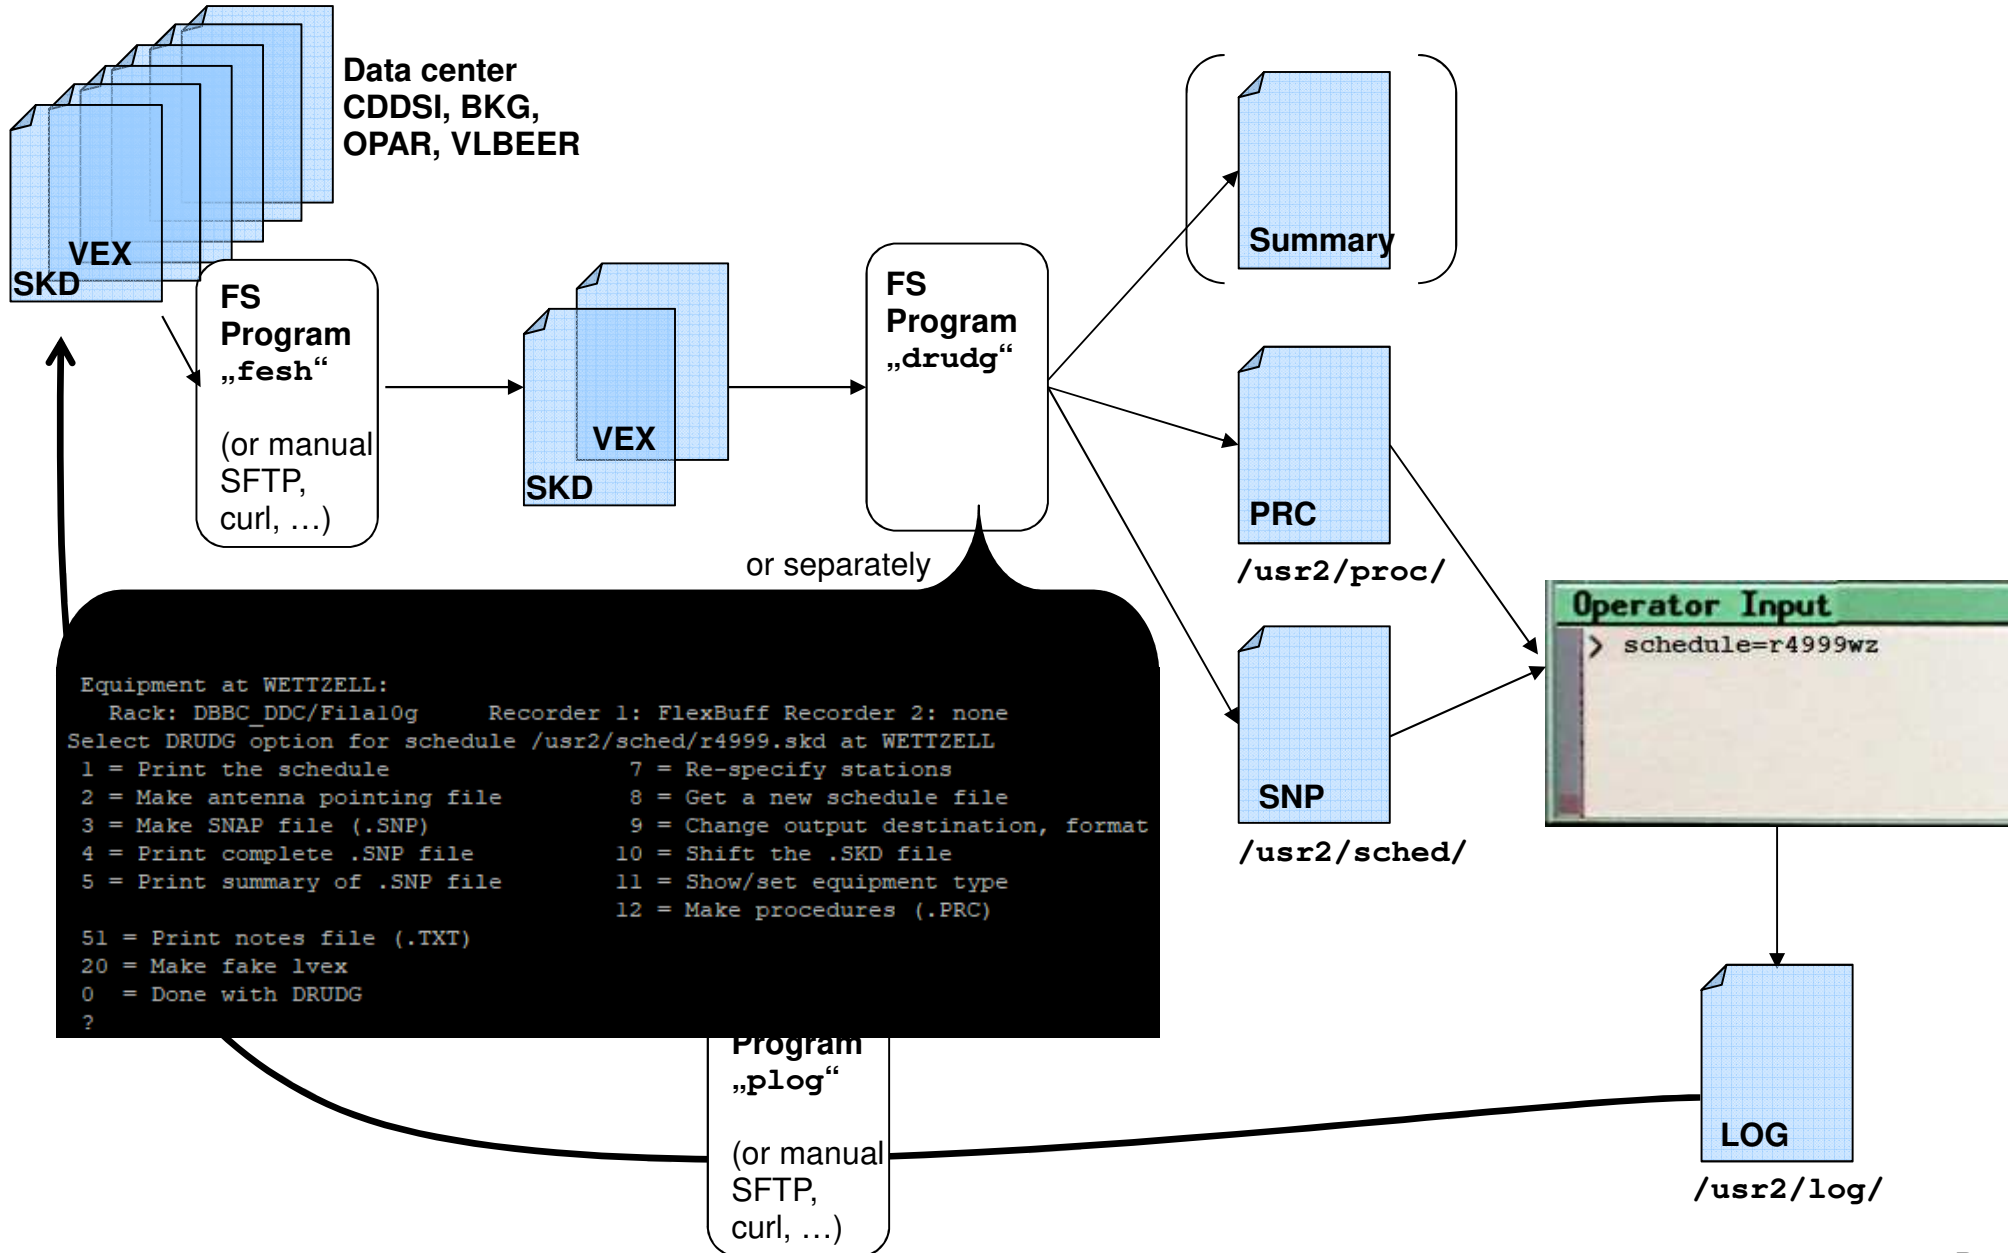 Data center
CDDSI, BKG,
OPAR, VLBEER
VEX
SKD
FS
Program
„fesh“
(or manual
SFTP,
curl, …)
VEX
SKD
FS
Program
„drudg“
or separately
Summary
PRC
/usr2/proc/
SNP
/usr2/sched/
Operator Input
> schedule=r4999wz
Equipment at WETTZELL:
Rack: DBBC_DDC/Fila10g Recorder 1: FlexBuff Recorder 2: none
Select DRUDG option for schedule /usr2/sched/r4999.skd at WETTZELL
1 = Print the schedule 7 = Re-specify stations
2 = Make antenna pointing file 8 = Get a new schedule file
3 = Make SNAP file (.SNP) 9 = Change output destination, format
4 = Print complete .SNP file 10 = Shift the .SKD file
5 = Print summary of .SNP file 11 = Show/set equipment type
12 = Make procedures (.PRC)
51 = Print notes file (.TXT)
20 = Make fake lvex
0 = Done with DRUDG
?
Program
„plog“
(or manual
SFTP,
curl, …)
LOG
/usr2/log/